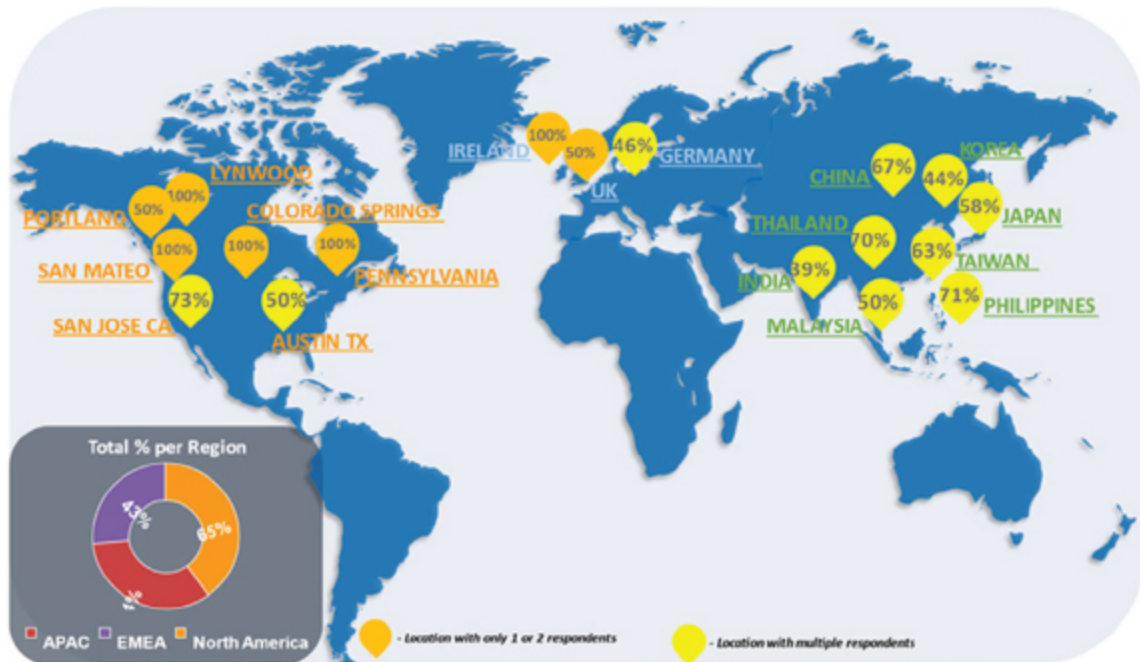 100%
IRELAND
50%
UK
46%
GERMANY
LYNWOOD
100%
PORTLAND
50%
COLORADO SPRINGS
100%
100%
SAN MATEO
100%
PENNSYLVANIA
73%
SAN JOSE CA
50%
AUSTIN TX
CHINA
67%
KOREA
44%
58%
JAPAN
THAILAND
70%
63%
TAIWAN
INDIA
39%
MALAYSIA
50%
71%
PHILIPPINES
Total % per Region
43%
65%
APAC EMEA North America
- Location with only 1 or 2 respondents
- Location with multiple respondents